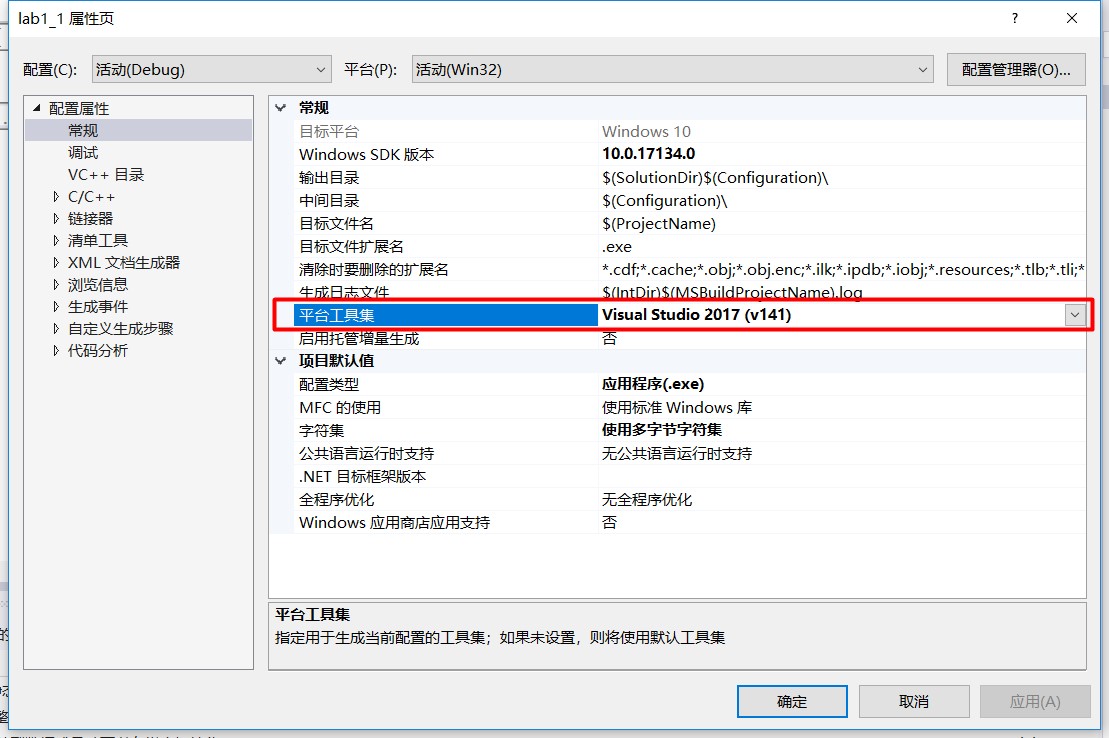 lab1_1 属性页
配置(C): 活动(Debug) 平台(P): 活动(Win32) 配置管理器(O)...
配置属性
常规
调试
VC++ 目录
C/C++
链接器
清单工具
XML 文档生成器
浏览信息
生成事件
自定义生成步骤
代码分析
常规
目标平台 Windows 10
Windows SDK 版本 10.0.17134.0
输出目录 $(SolutionDir)$(Configuration)\
中间目录 $(Configuration)\
目标文件名 $(ProjectName)
目标文件扩展名 .exe
清除时要删除的扩展名 *.cdf;*.cache;*.obj;*.obj.enc;*.ilk;*.ipdb;*.iobj;*.resources;*.tlb;*.tli;*
生成日志文件 $(IntDir)$(MSBuildProjectName).log
平台工具集 Visual Studio 2017 (v141)
启用托管增量生成 否
项目默认值
配置类型 应用程序(.exe)
MFC 的使用 使用标准 Windows 库
字符集 使用多字节字符集
公共语言运行时支持 无公共语言运行时支持
.NET 目标框架版本
全程序优化 无全程序优化
Windows 应用商店应用支持 否
平台工具集
指定用于生成当前配置的工具集；如果未设置，则将使用默认工具集
确定 取消 应用(A)